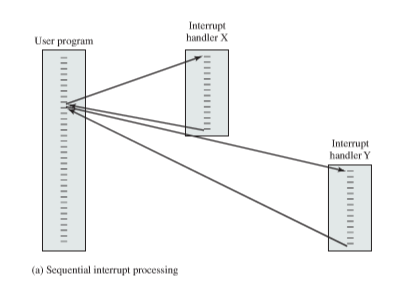 Interrupt
handler X
User program
Interrupt
handler Y
(a) Sequential interrupt processing